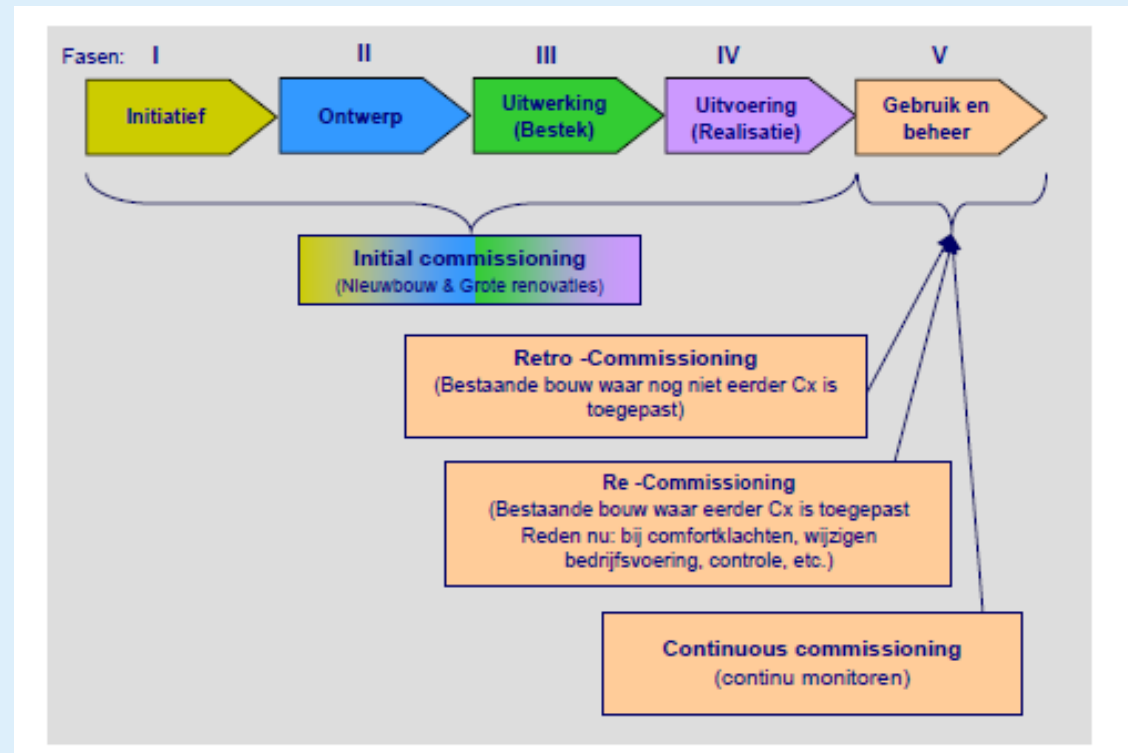 Fasen: I II III IV V
Initiatief
Ontwerp
Uitwerking
(Bestek)
Uitvoering
(Realisatie)
Gebruik en
beheer
Initial commissioning
(Nieuwbouw & Grote renovaties)
Retro -Commissioning
(Bestaande bouw waar nog niet eerder Cx is
toegepast)
Re -Commissioning
(Bestaande bouw waar eerder Cx is toegepast
Reden nu: bij comfortklachten, wijzigen
bedrijfsvoering, controle, etc.)
Continuous commissioning
(continu monitoren)